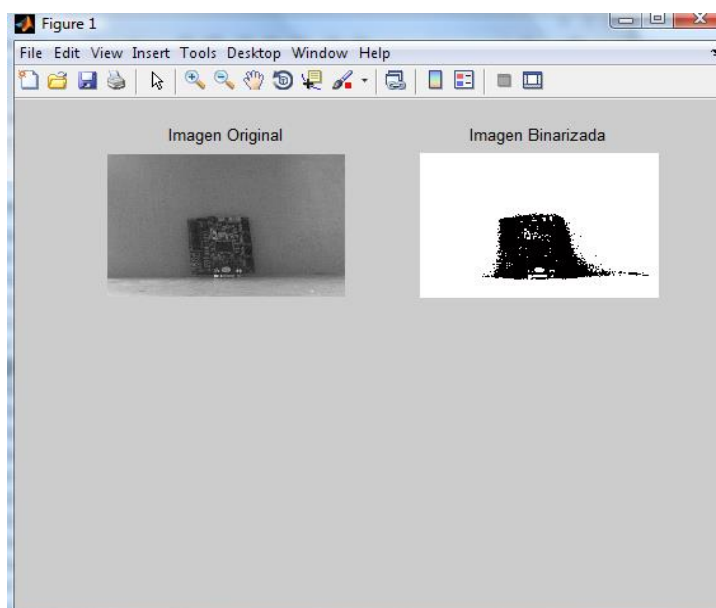 Figure 1
File Edit View Insert Tools Desktop Window Help
Imagen Original
Imagen Binarizada